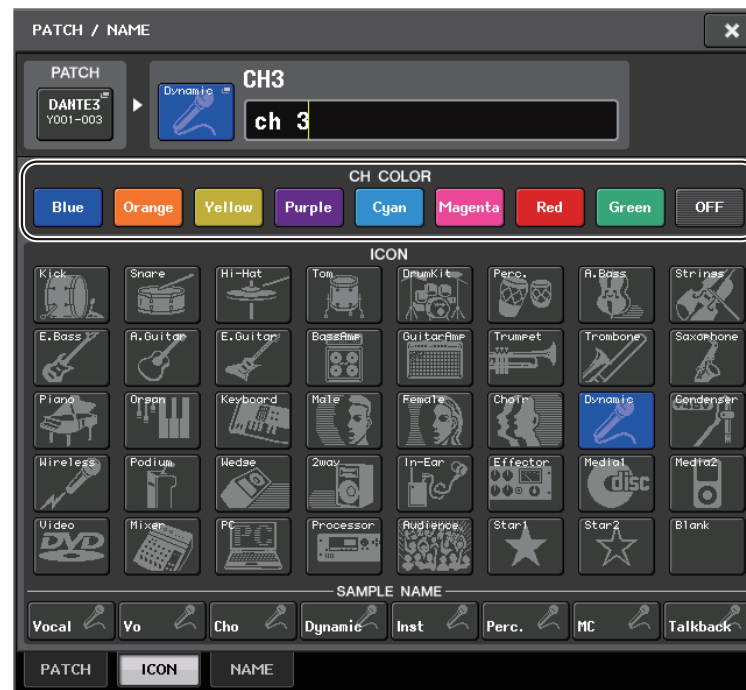 PATCH / NAME
PATCH
DANTE3
Y001-003
Dynamic
CH3
ch 3
CH COLOR
Blue Orange Yellow Purple Cyan Magenta Red Green OFF
ICON
Kick Snare Hi-Hat Tom DrumKit Perc. A.Bass Strings
E.Bass A.Guitar E.Guitar BassAmp GuitarAmp Trumpet Trombone Saxophone
Piano Organ Keyboard Male Female Choir Dynamic Condenser
Wireless Podium Wedge 2way In-Ear Effector Media1 disc Media2
Video DVD Mixer PC PC Processor Audience Star1 Star2 Blank
SAMPLE NAME
Vocal Vo Cho Dynamic Inst Perc. MC Talkback
PATCH ICON NAME